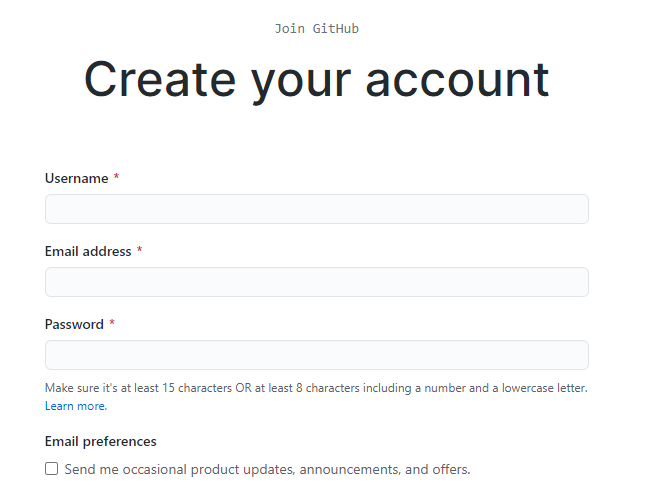 Join GitHub
Create your account
Username *
Email address *
Password *
Make sure it's at least 15 characters OR at least 8 characters including a number and a lowercase letter.
Learn more.
Email preferences
Send me occasional product updates, announcements, and offers.